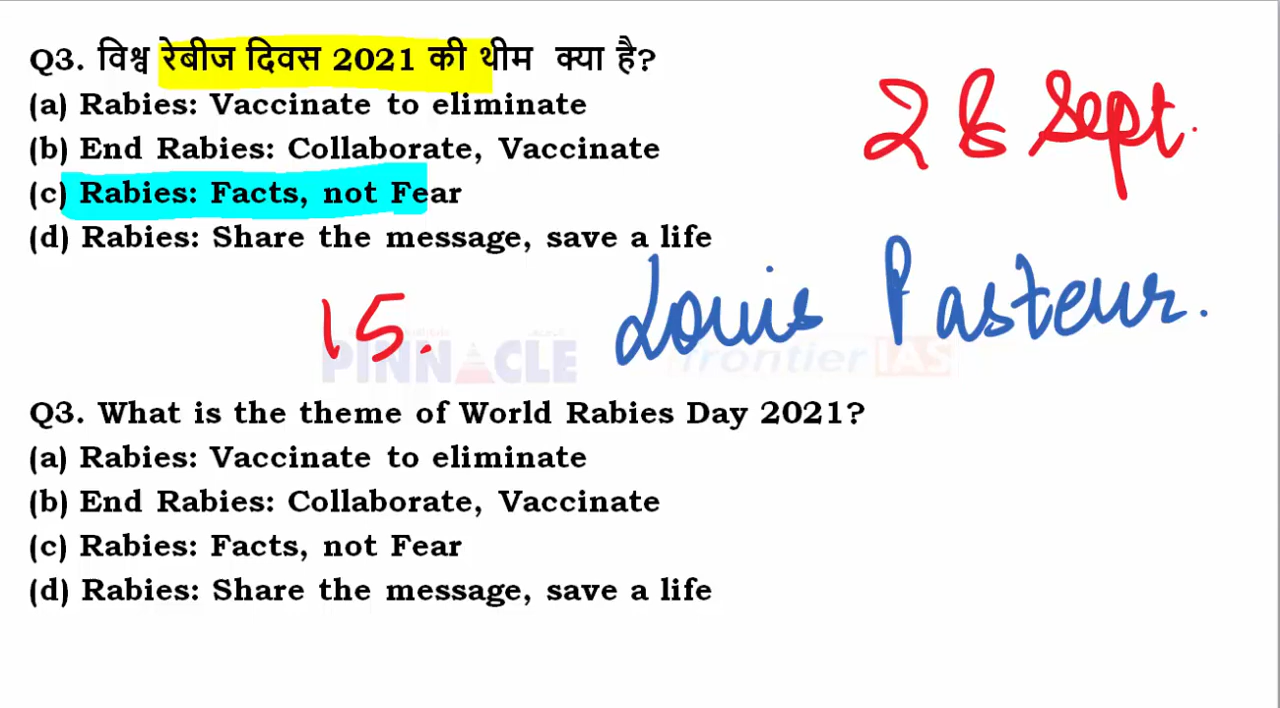 Q3. विश्व रेबीज दिवस 2021 की थीम क्या है?
(a) Rabies: Vaccinate to eliminate
(b) End Rabies: Collaborate, Vaccinate
(c) Rabies: Facts, not Fear
(d) Rabies: Share the message, save a life
28 Sept.
15.
Louis Pasteur.
PINNACLE
frontier IAS
Q3. What is the theme of World Rabies Day 2021?
(a) Rabies: Vaccinate to eliminate
(b) End Rabies: Collaborate, Vaccinate
(c) Rabies: Facts, not Fear
(d) Rabies: Share the message, save a life